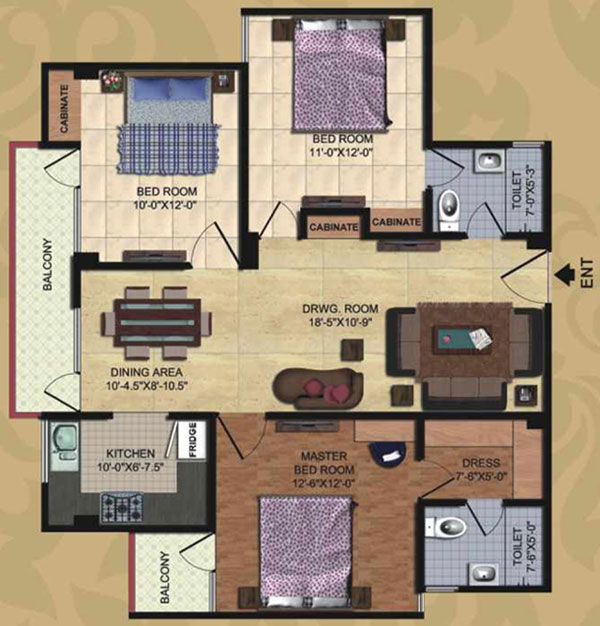 CABINATE
BED ROOM
10'-0"X12'-0"
BED ROOM
11'-0"X12'-0"
CABINATE
CABINATE
TOILET
7'-0"X5'-3"
ENT
BALCONY
DRWG. ROOM
18'-5"X10'-9"
DINING AREA
10'-4.5"X8'-10.5"
KITCHEN
10'-0"X6'-7.5"
FRIDGE
MASTER
BED ROOM
12'-6"X12'-0"
DRESS
7'-6"X5'-0"
TOILET
7'-6"X5'-0"
BALCONY